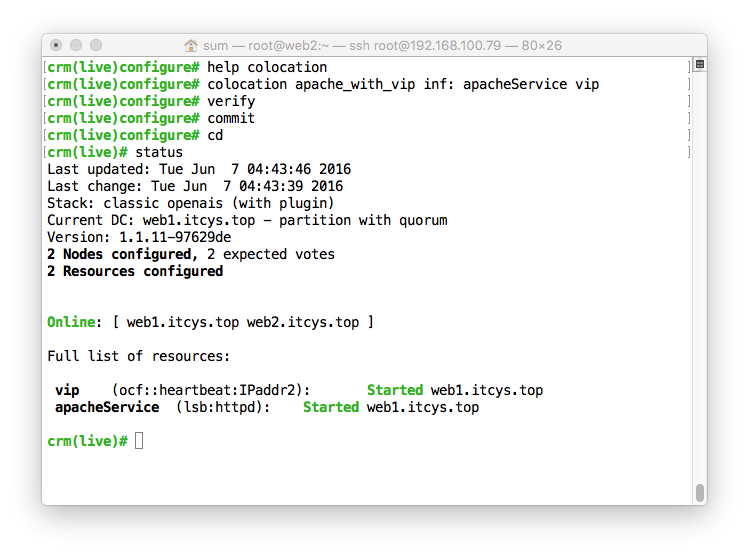 sum — root@web2:~ — ssh root@192.168.100.79 — 80×26
[crm(live)configure# help colocation ]
[crm(live)configure# colocation apache_with_vip inf: apacheService vip ]
[crm(live)configure# verify ]
[crm(live)configure# commit ]
[crm(live)configure# cd ]
[crm(live)# status ]
Last updated: Tue Jun  7 04:43:46 2016
Last change: Tue Jun  7 04:43:39 2016
Stack: classic openais (with plugin)
Current DC: web1.itcys.top - partition with quorum
Version: 1.1.11-97629de
2 Nodes configured, 2 expected votes
2 Resources configured
Online: [ web1.itcys.top web2.itcys.top ]
Full list of resources:
vip    (ocf::heartbeat:IPaddr2):       Started web1.itcys.top
apacheService  (lsb:httpd):    Started web1.itcys.top
crm(live)#